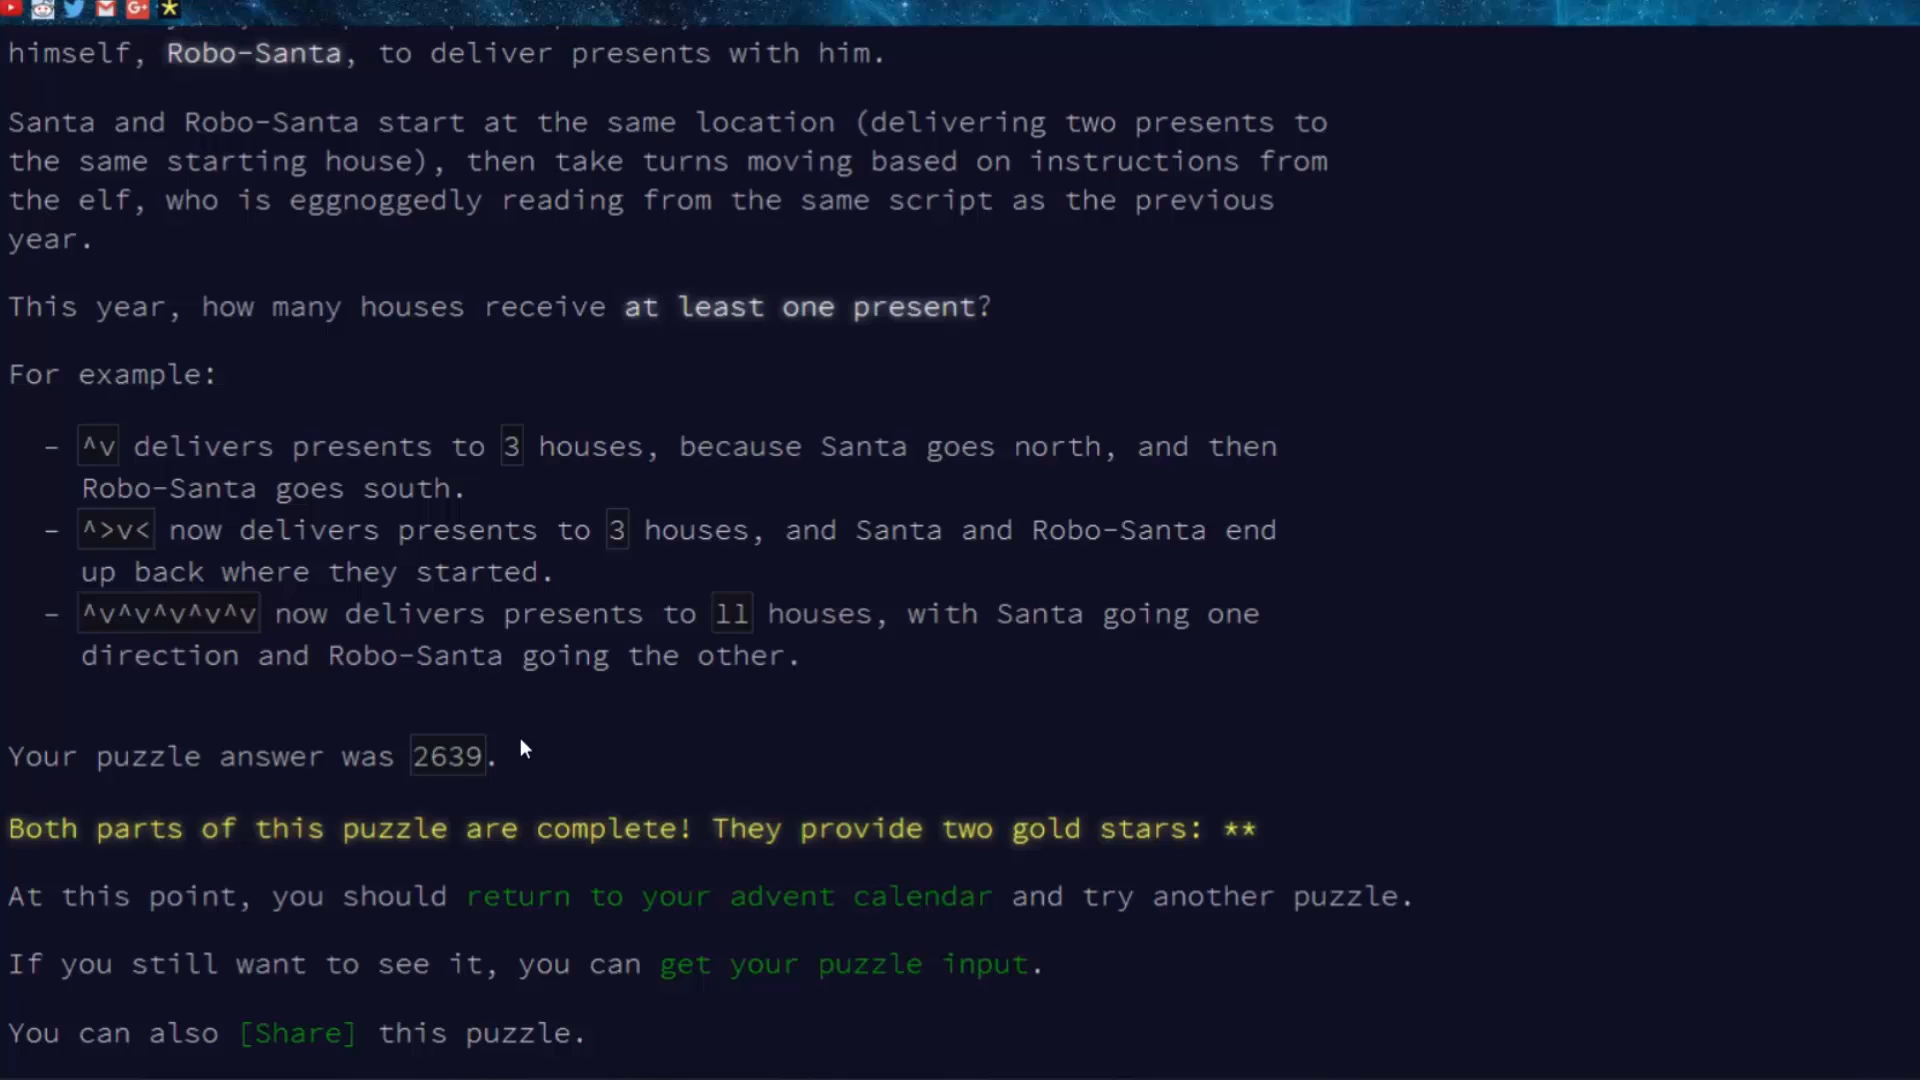 himself, Robo-Santa, to deliver presents with him.
Santa and Robo-Santa start at the same location (delivering two presents to
the same starting house), then take turns moving based on instructions from
the elf, who is eggnoggedly reading from the same script as the previous
year.
This year, how many houses receive at least one present?
For example:
- ^v delivers presents to 3 houses, because Santa goes north, and then
Robo-Santa goes south.
- ^>v< now delivers presents to 3 houses, and Santa and Robo-Santa end
up back where they started.
- ^v^v^v^v^v now delivers presents to 11 houses, with Santa going one
direction and Robo-Santa going the other.
Your puzzle answer was 2639.
Both parts of this puzzle are complete! They provide two gold stars: **
At this point, you should return to your advent calendar and try another puzzle.
If you still want to see it, you can get your puzzle input.
You can also [Share] this puzzle.